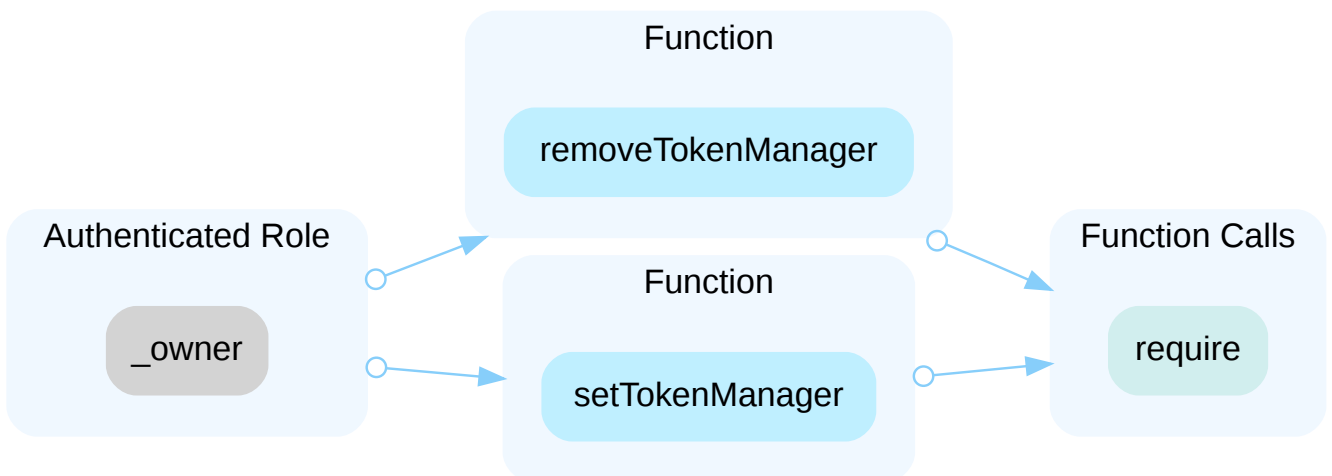 Authenticated Role
_owner
Function
removeTokenManager
Function
setTokenManager
Function Calls
require